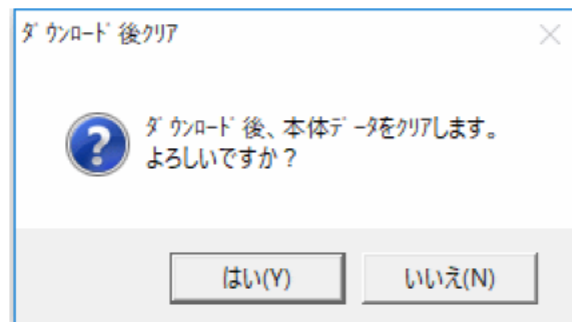 ﾀﾞｳﾝﾛｰﾄﾞ後ｸﾘｱ
ﾀﾞｳﾝﾛｰﾄﾞ後、本体ﾃﾞｰﾀをｸﾘｱします。
よろしいですか？
はい(Y)
いいえ(N)